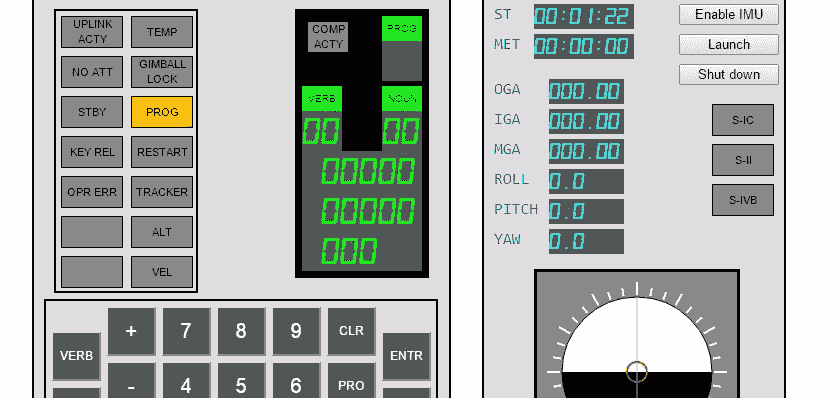 UPLINK
ACTY
TEMP
NO ATT
GIMBALL
LOCK
STBY
PROG
KEY REL
RESTART
OPR ERR
TRACKER
ALT
VEL
COMP
ACTY
PROG
VERB
NOUN
00
00
00000
00000
000
VERB
+
7
8
9
CLR
ENTR
-
4
5
6
PRO
ST 00:01:22
MET 00:00:00
Enable IMU
Launch
Shut down
OGA 000.00
IGA 000.00
MGA 000.00
ROLL 0.0
PITCH 0.0
YAW 0.0
S-IC
S-II
S-IVB